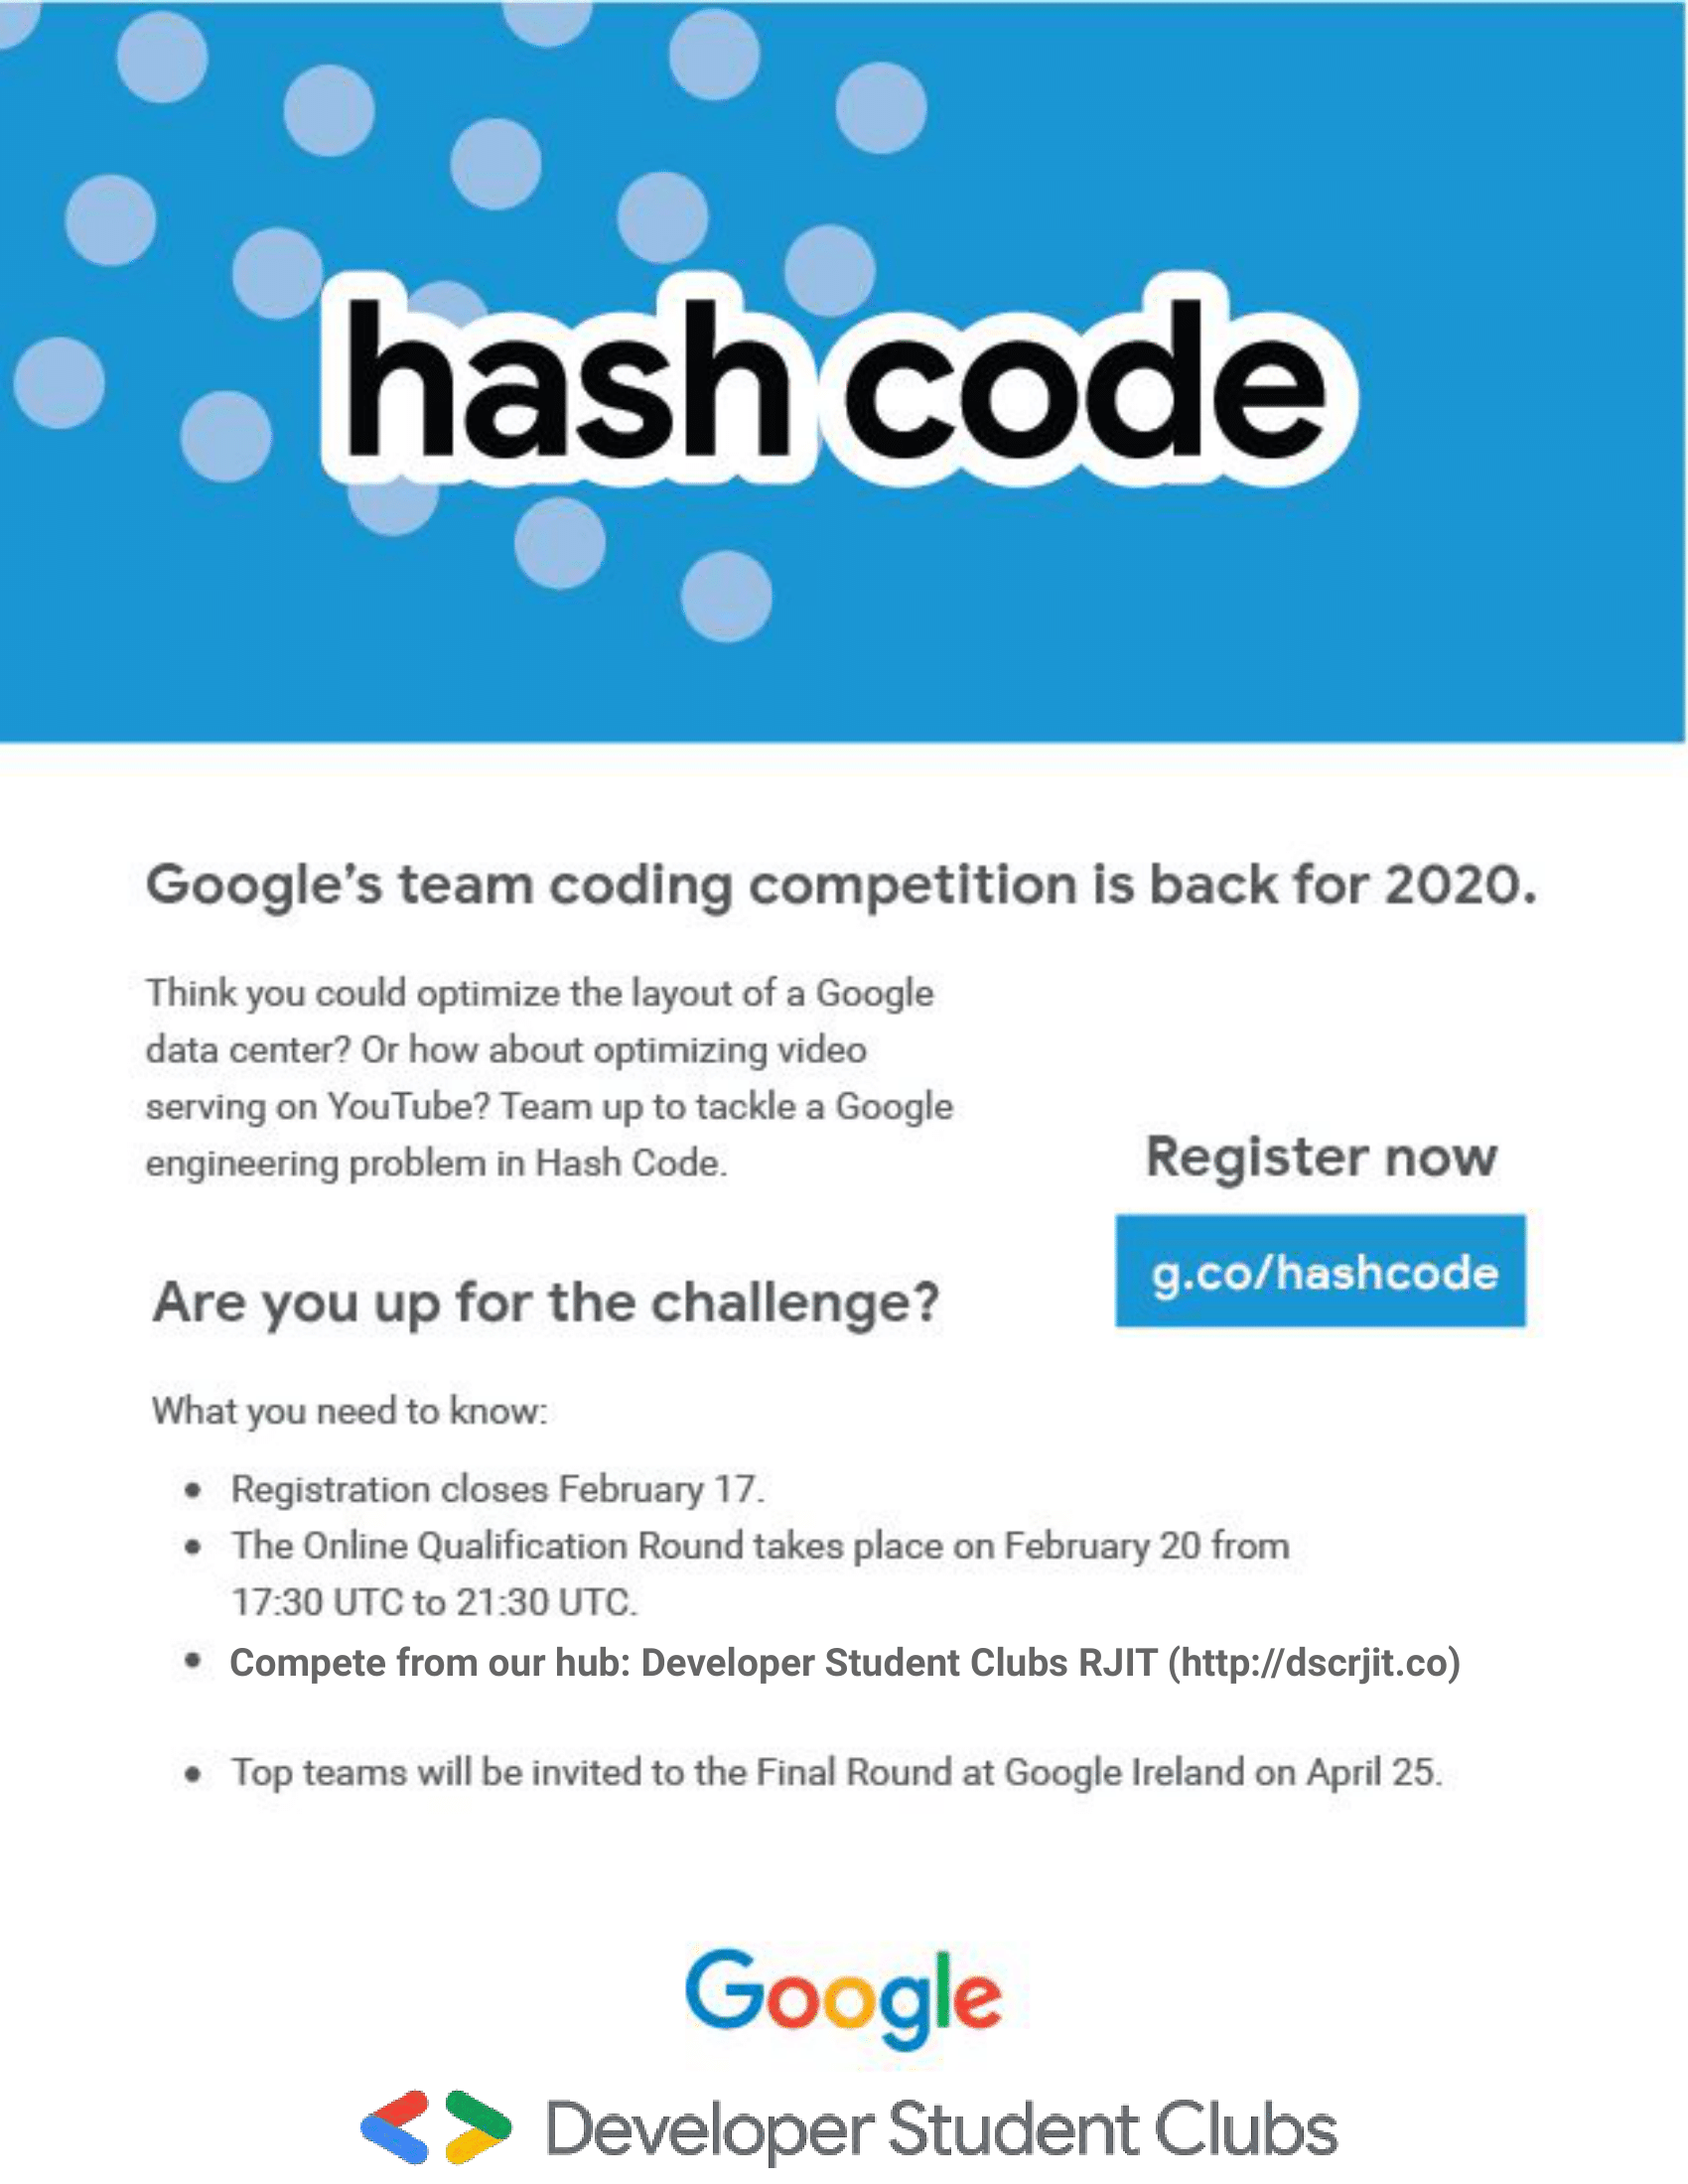 hash code
Google's team coding competition is back for 2020.
Think you could optimize the layout of a Google
data center? Or how about optimizing video
serving on YouTube? Team up to tackle a Google
engineering problem in Hash Code.
Register now
g.co/hashcode
Are you up for the challenge?
What you need to know:
• Registration closes February 17.
• The Online Qualification Round takes place on February 20 from
17:30 UTC to 21:30 UTC.
• Compete from our hub: Developer Student Clubs RJIT (http://dscrjit.co)
• Top teams will be invited to the Final Round at Google Ireland on April 25.
Google
Developer Student Clubs